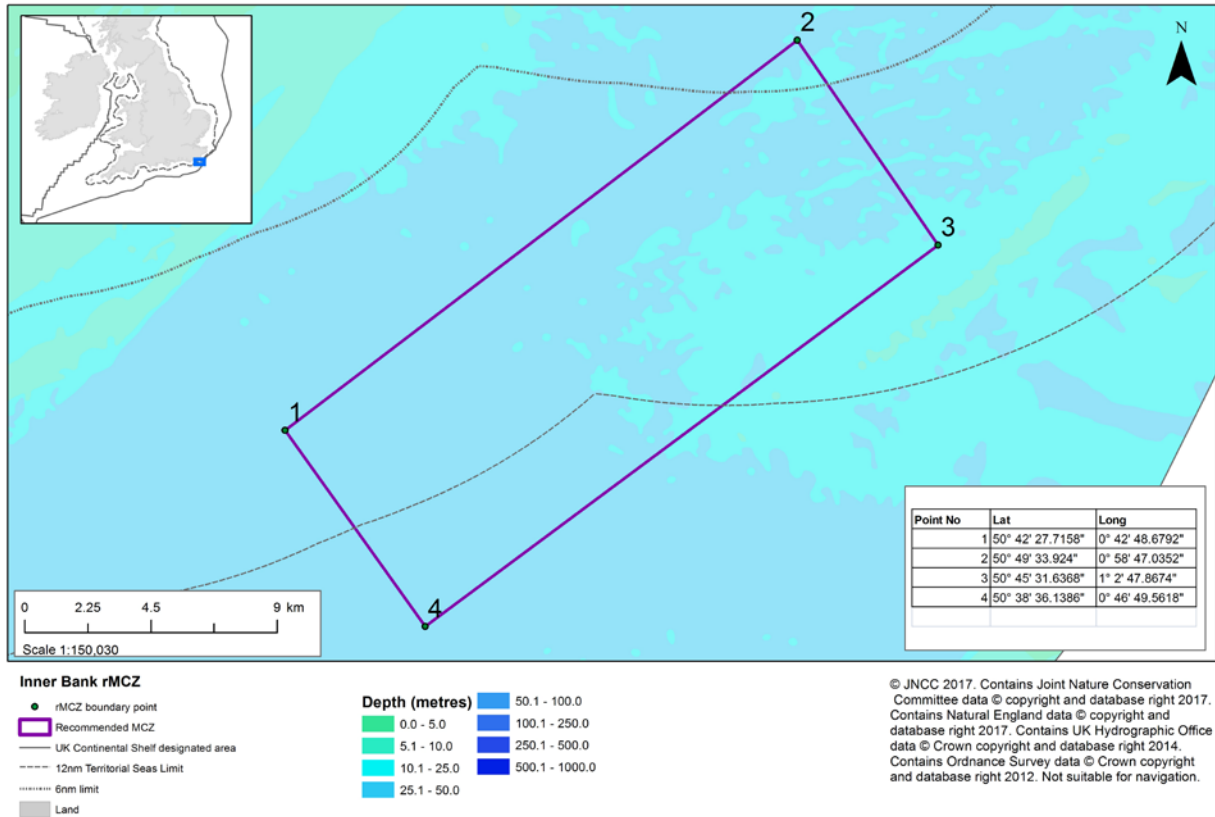 N
2
3
1
4
Point No Lat Long
1 50° 42' 27.7158" 0° 42' 48.6792"
2 50° 49' 33.924" 0° 58' 47.0352"
3 50° 45' 31.6368" 1° 2' 47.8674"
4 50° 38' 36.1386" 0° 46' 49.5618"
0 2.25 4.5 9 km
Scale 1:150,030
Inner Bank rMCZ
rMCZ boundary point
Recommended MCZ
UK Continental Shelf designated area
12nm Territorial Seas Limit
6nm limit
Land
Depth (metres)
0.0 - 5.0
5.1 - 10.0
10.1 - 25.0
25.1 - 50.0
50.1 - 100.0
100.1 - 250.0
250.1 - 500.0
500.1 - 1000.0
© JNCC 2017. Contains Joint Nature Conservation
Committee data © copyright and database right 2017.
Contains Natural England data © copyright and
database right 2017. Contains UK Hydrographic Office
data © Crown copyright and database right 2014.
Contains Ordnance Survey data © Crown copyright
and database right 2012. Not suitable for navigation.